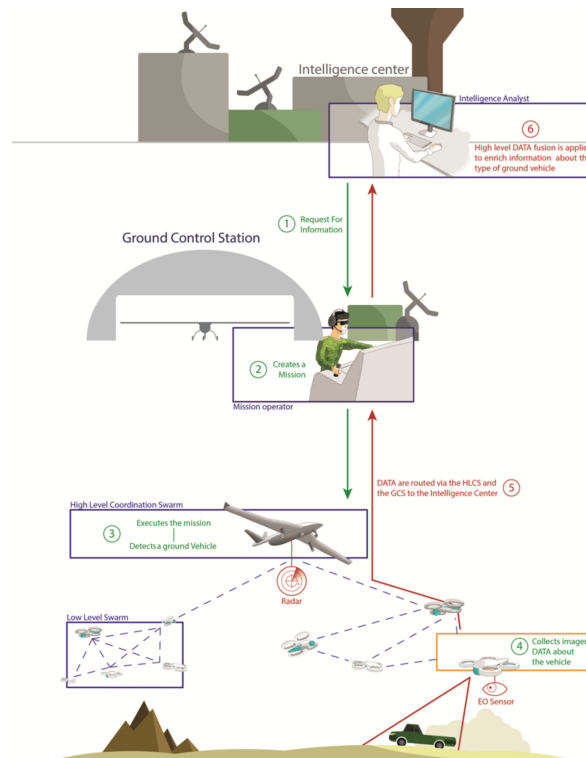 Intelligence center
Intelligence Analyst
6
High level DATA fusion is applie
to enrich information about th
type of ground vehicle
1
Request For
Information
Ground Control Station
2
Creates a
Mission
Mission operator
DATA are routed via the HLCS and
the GCS to the Intelligence Center
5
High Level Coordination Swarm
3
Executes the mission
Detects a ground Vehicle
Radar
Low Level Swarm
4
Collects image
DATA about
the vehicle
EO Sensor